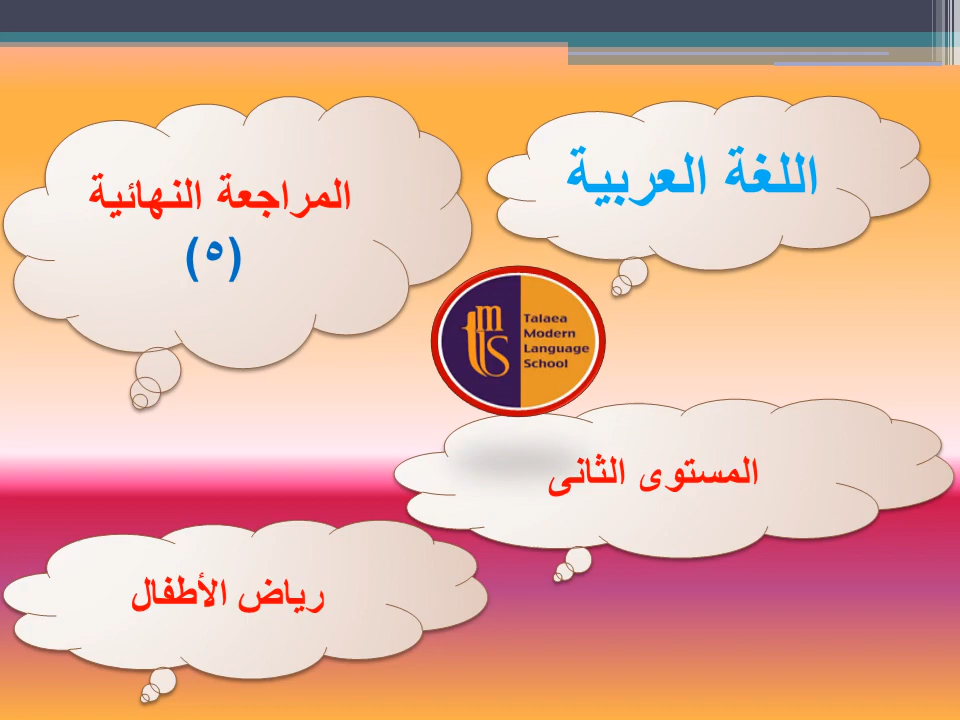 اللغة العربية
المراجعة النهائية
(٥)
Talaea
Modern
Language
School
المستوى الثانى
رياض الأطفال